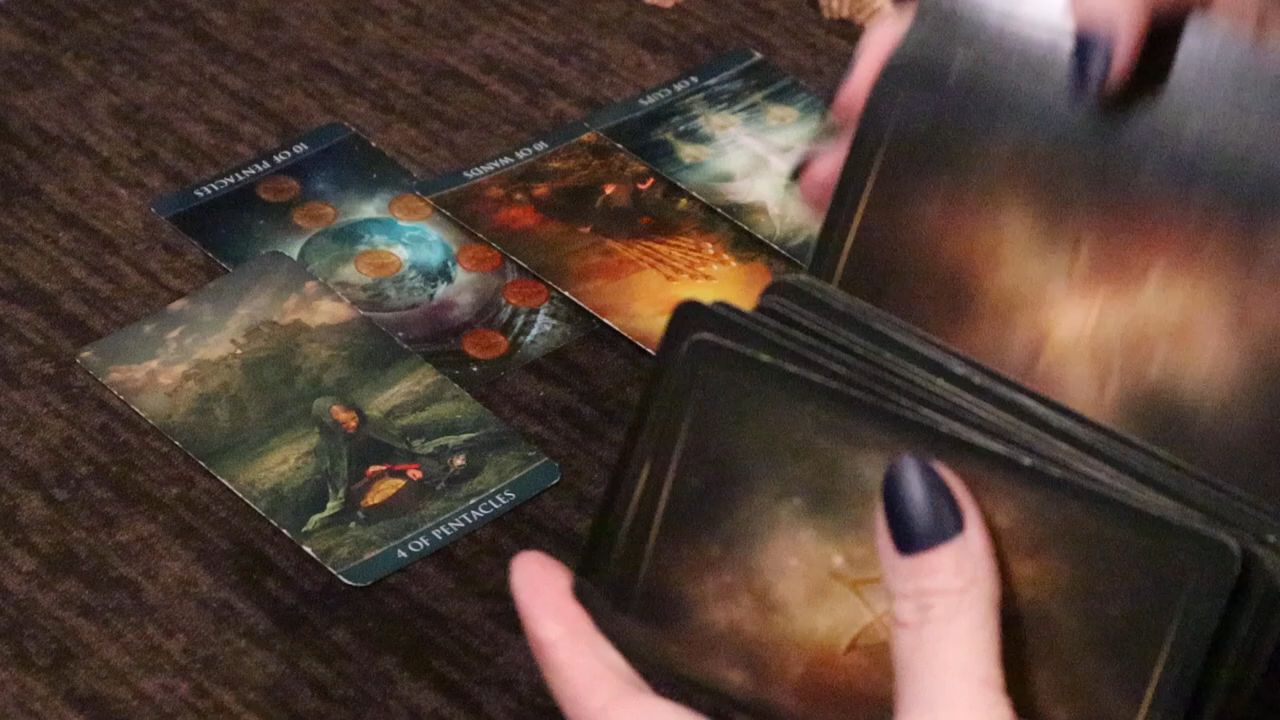 4 OF CUPS
10 OF WANDS
10 OF PENTACLES
4 OF PENTACLES